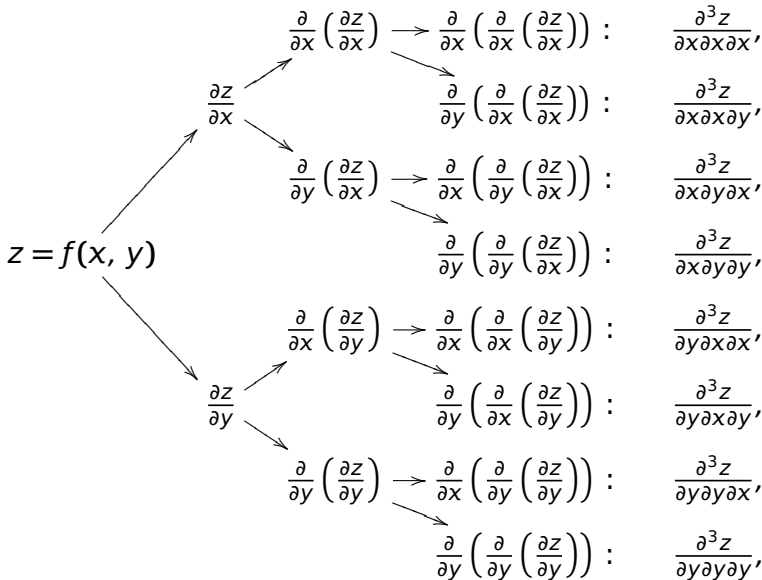 ∂/∂x (∂z/∂x) → ∂/∂x (∂/∂x (∂z/∂x)) : ∂³z/∂x∂x∂x,
∂z/∂x ∂/∂y (∂/∂x (∂z/∂x)) : ∂³z/∂x∂x∂y,
∂/∂y (∂z/∂x) → ∂/∂x (∂/∂y (∂z/∂x)) : ∂³z/∂x∂y∂x,
z = f(x, y) ∂/∂y (∂/∂y (∂z/∂x)) : ∂³z/∂x∂y∂y,
∂/∂x (∂z/∂y) → ∂/∂x (∂/∂x (∂z/∂y)) : ∂³z/∂y∂x∂x,
∂z/∂y ∂/∂y (∂/∂x (∂z/∂y)) : ∂³z/∂y∂x∂y,
∂/∂y (∂z/∂y) → ∂/∂x (∂/∂y (∂z/∂y)) : ∂³z/∂y∂y∂x,
∂/∂y (∂/∂y (∂z/∂y)) : ∂³z/∂y∂y∂y,